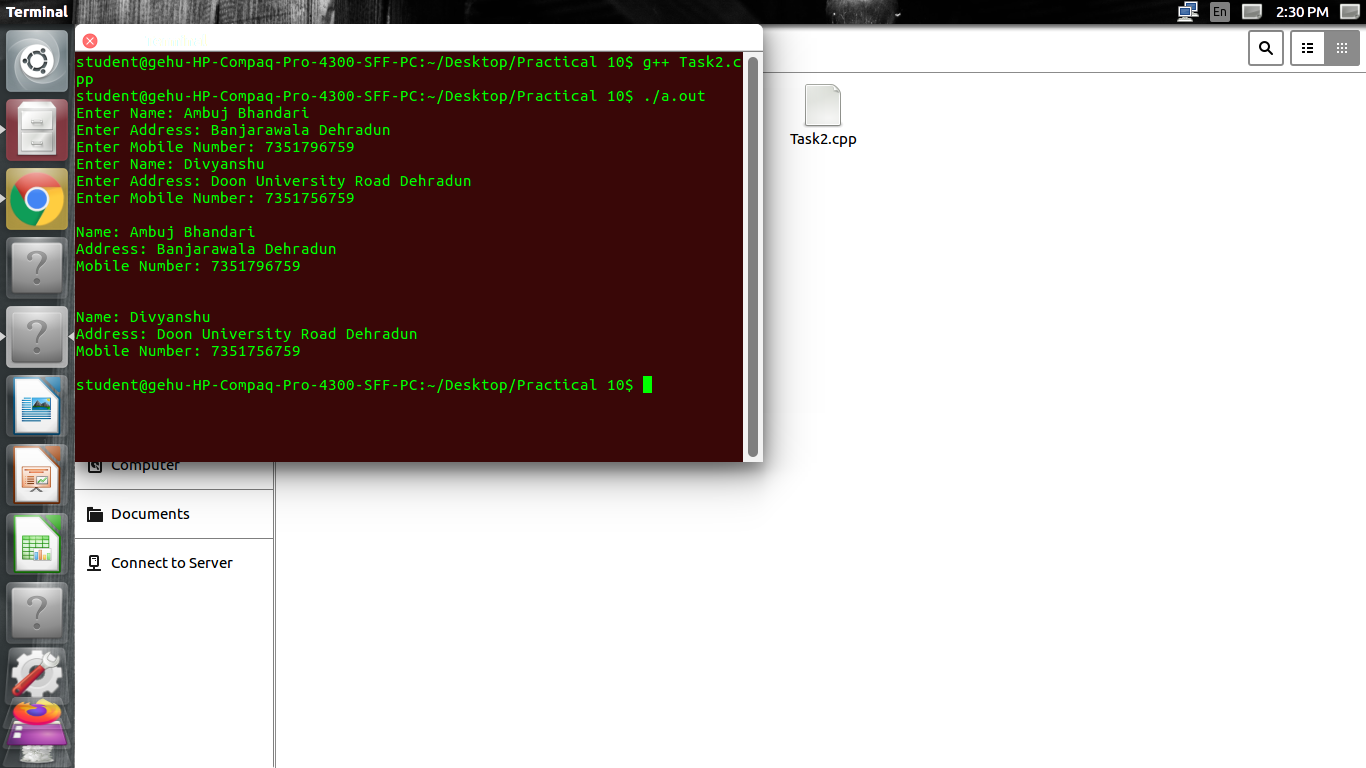 Terminal
En
2:30 PM
student@gehu-HP-Compaq-Pro-4300-SFF-PC:~/Desktop/Practical 10$ g++ Task2.c
pp
student@gehu-HP-Compaq-Pro-4300-SFF-PC:~/Desktop/Practical 10$ ./a.out
Enter Name: Ambuj Bhandari
Enter Address: Banjarawala Dehradun
Enter Mobile Number: 7351796759
Enter Name: Divyanshu
Enter Address: Doon University Road Dehradun
Enter Mobile Number: 7351756759
Name: Ambuj Bhandari
Address: Banjarawala Dehradun
Mobile Number: 7351796759
Name: Divyanshu
Address: Doon University Road Dehradun
Mobile Number: 7351756759
student@gehu-HP-Compaq-Pro-4300-SFF-PC:~/Desktop/Practical 10$
Task2.cpp
Computer
Documents
Connect to Server